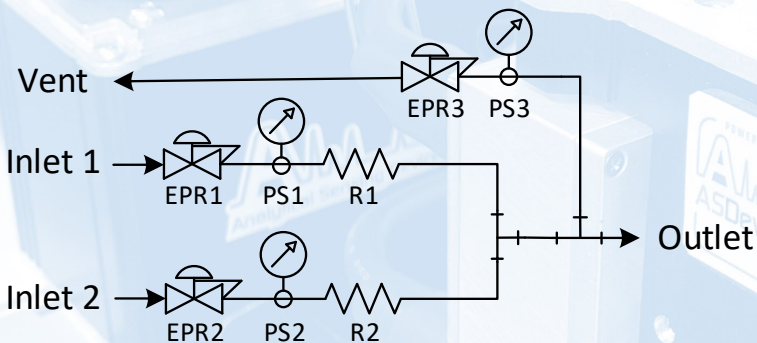 Vent
EPR3
PS3
Inlet 1
EPR1
PS1
R1
Outlet
Inlet 2
EPR2
PS2
R2